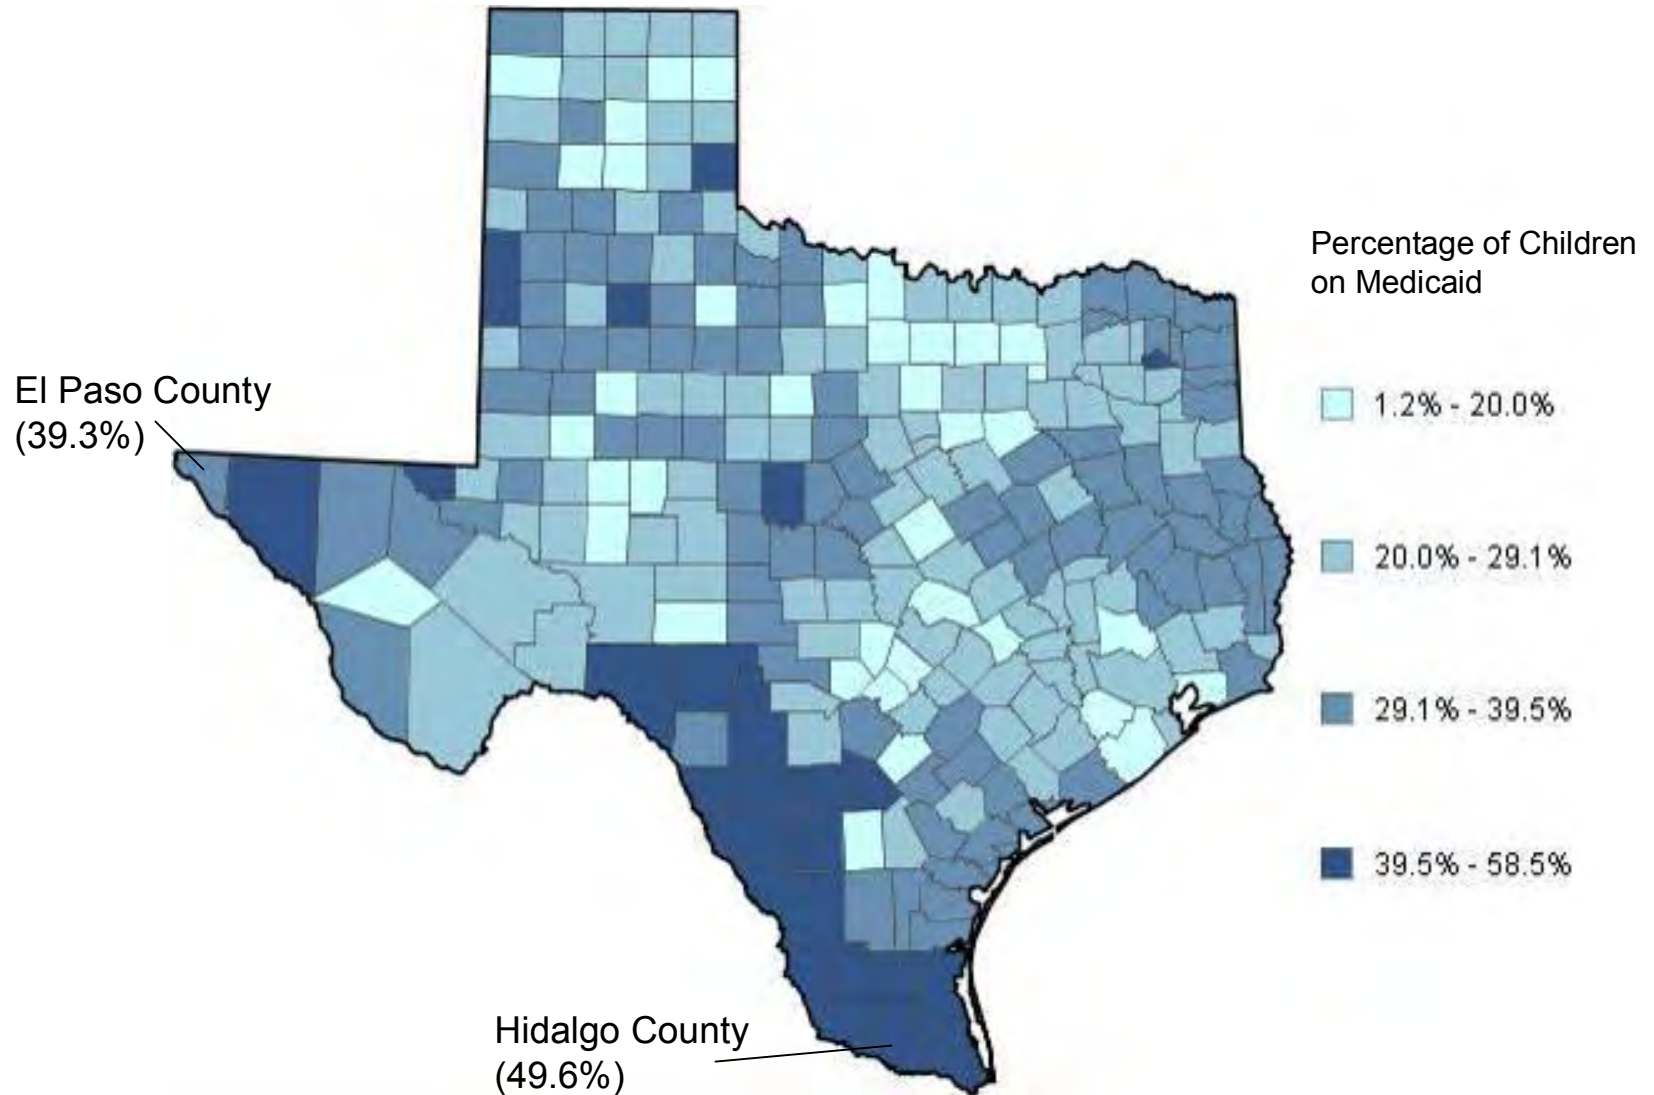 Percentage of Children
on Medicaid
El Paso County
(39.3%)
1.2% - 20.0%
20.0% - 29.1%
29.1% - 39.5%
39.5% - 58.5%
Hidalgo County
(49.6%)